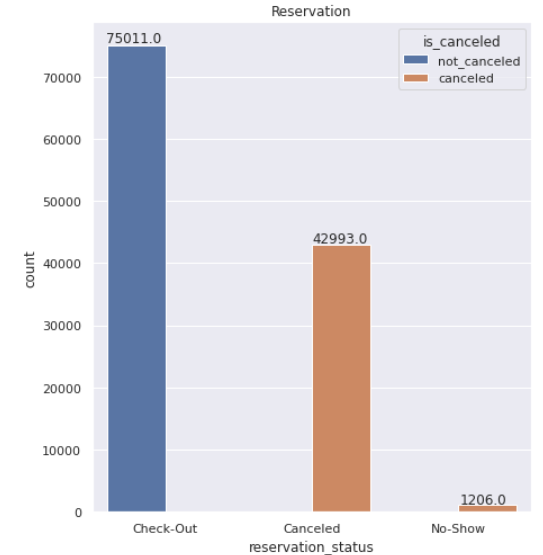 Reservation
75011.0
is_canceled
not_canceled
canceled
70000
60000
50000
42993.0
40000
count
30000
20000
10000
1206.0
0
Check-Out Canceled No-Show
reservation_status